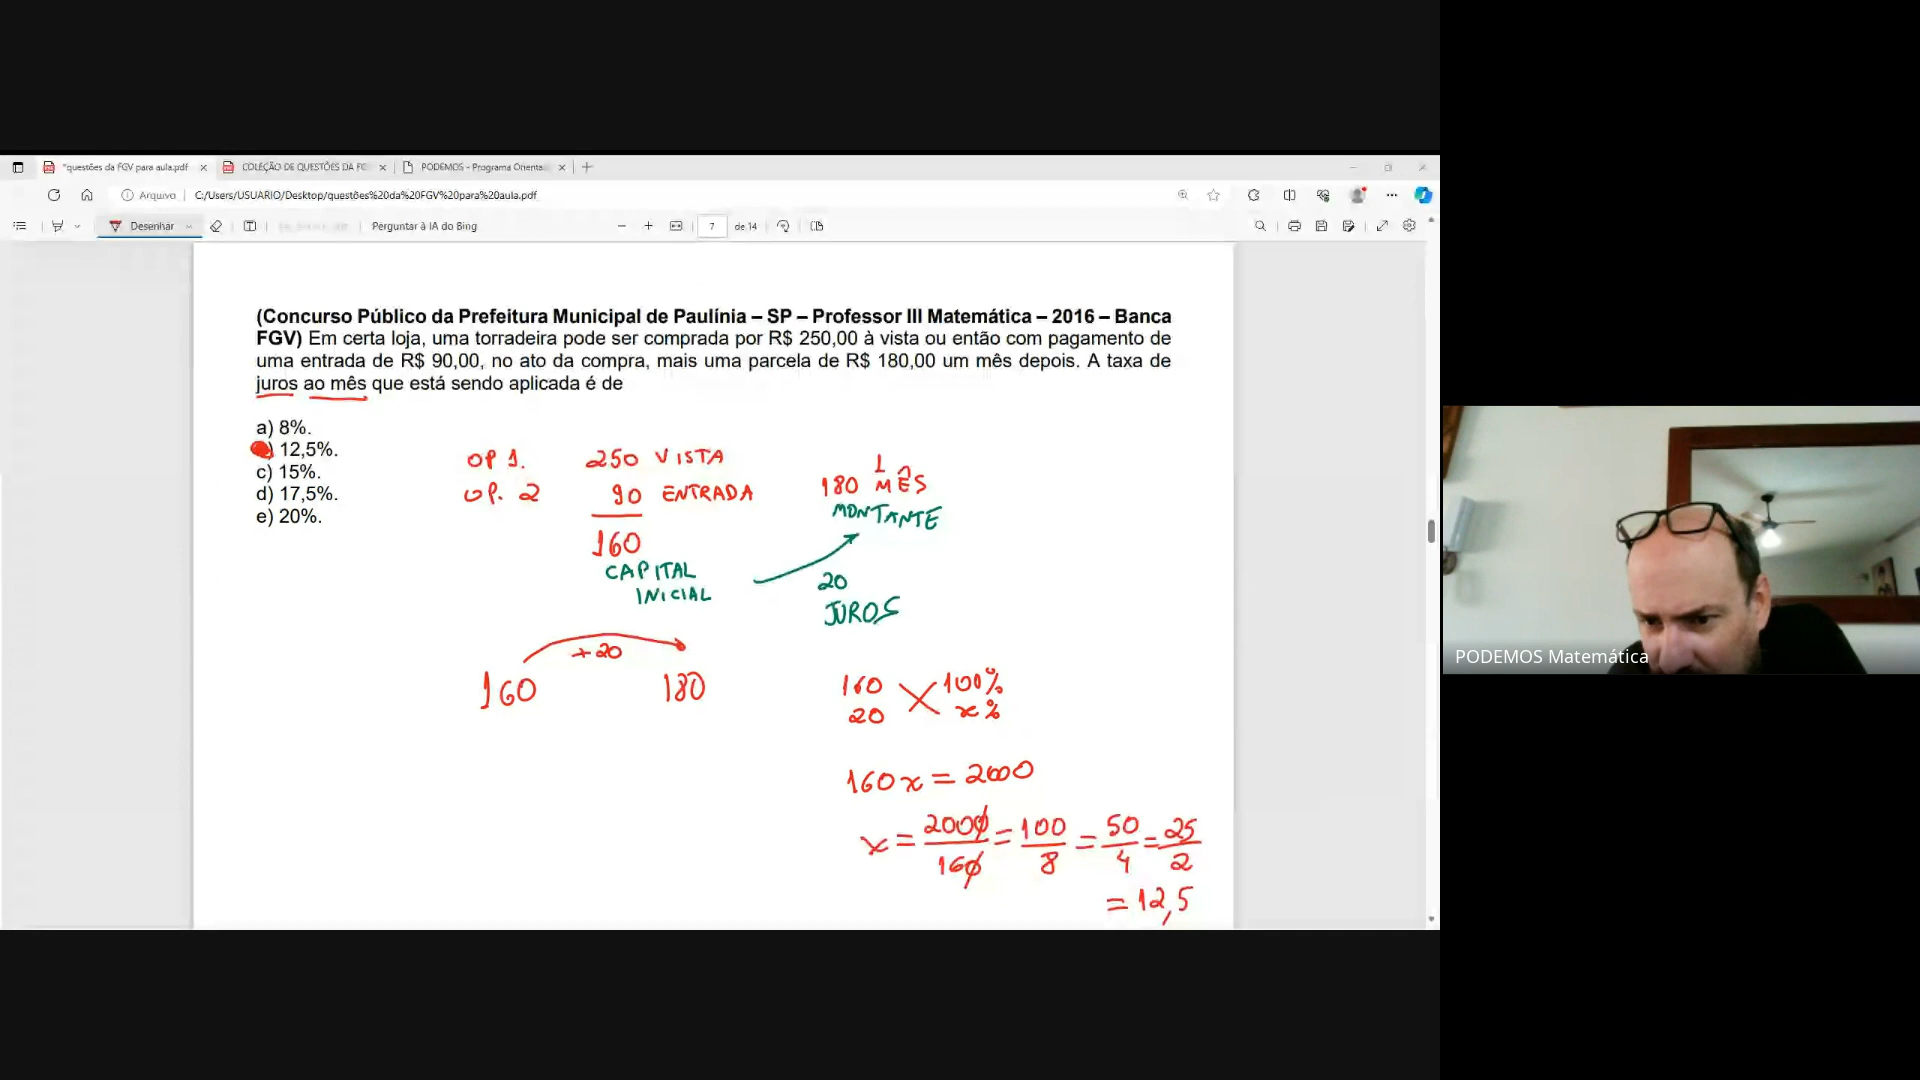 *questões da FGV para aula.pdf
COLEÇÃO DE QUESTÕES DA FG
PODEMOS - Programa Orienta
Arquivo
C:/Users/USUARIO/Desktop/questões%20da%20FGV%20para%20aula.pdf
Desenhar
Perguntar à IA do Bing
7 de 14
(Concurso Público da Prefeitura Municipal de Paulínia – SP – Professor III Matemática – 2016 – Banca
FGV) Em certa loja, uma torradeira pode ser comprada por R$ 250,00 à vista ou então com pagamento de
uma entrada de R$ 90,00, no ato da compra, mais uma parcela de R$ 180,00 um mês depois. A taxa de
juros ao mês que está sendo aplicada é de
a) 8%.
) 12,5%.
c) 15%.
d) 17,5%.
e) 20%.
OP 1. 250 VISTA
OP. 2 90 ENTRADA
160
CAPITAL
INICIAL
1
180 MÊS
MONTANTE
20
JUROS
+20
160 180
160 100%
20 x%
160x = 2000
x = 2000/160 = 100/8 = 50/4 = 25/2
= 12,5
PODEMOS Matemática